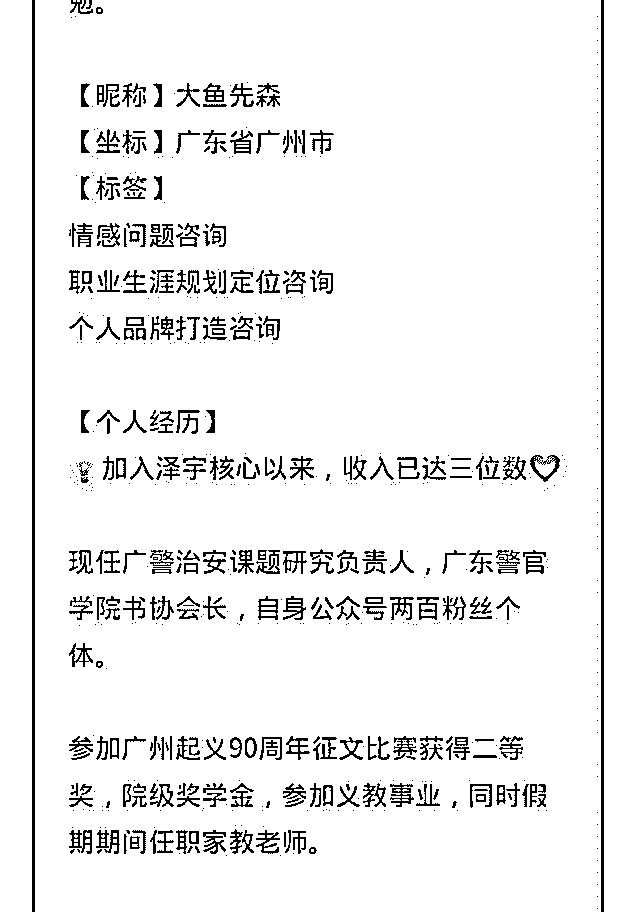 勉。
【昵称】大鱼先森
【坐标】广东省广州市
【标签】
情感问题咨询
职业生涯规划定位咨询
个人品牌打造咨询
【个人经历】
加入泽宇核心以来，收入已达三位数
现任广警治安课题研究负责人，广东警官
学院书协会长，自身公众号两百粉丝个
体。
参加广州起义90周年征文比赛获得二等
奖，院级奖学金，参加义教事业，同时假
期期间任职家教老师。